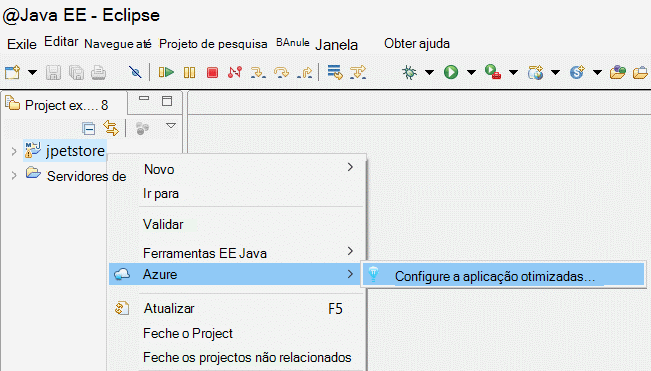 @Java EE - Eclipse
Exile Editar Navegue até Projeto de pesquisa BAnule Janela Obter ajuda
Project ex.... 8
jpetstore
Servidores de
Novo
Ir para
Validar
Ferramentas EE Java
Azure
Configure a aplicação otimizadas...
Atualizar F5
Feche o Project
Feche os projetos não relacionados